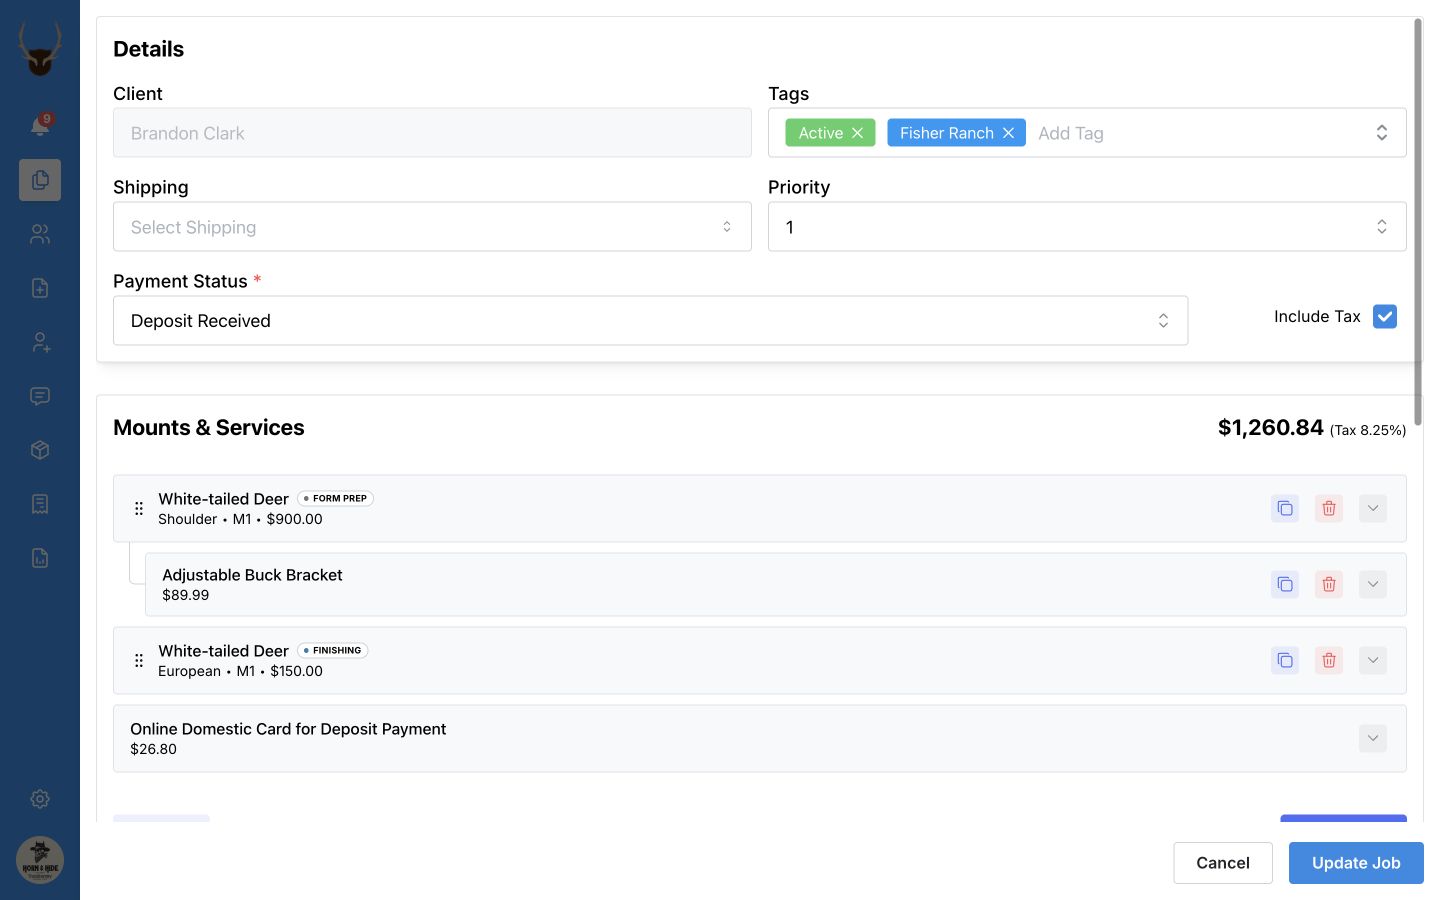 9
Details
Client
Brandon Clark
Tags
Active
Fisher Ranch
Add Tag
Shipping
Select Shipping
Priority
1
Payment Status *
Deposit Received
Include Tax
Mounts & Services
$1,260.84 (Tax 8.25%)
White-tailed Deer FORM PREP
Shoulder • M1 • $900.00
Adjustable Buck Bracket
$89.99
White-tailed Deer FINISHING
European • M1 • $150.00
Online Domestic Card for Deposit Payment
$26.80
HORN & HIDE
Cancel
Update Job